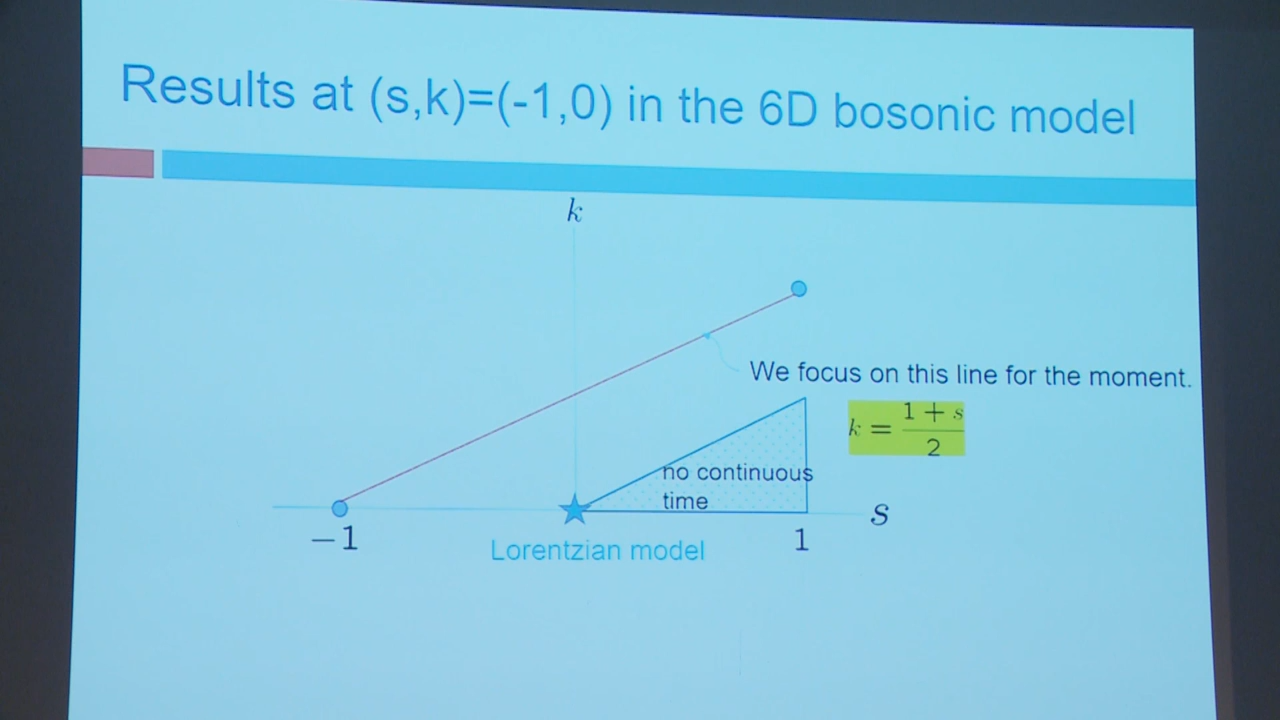 Results at (s,k)=(-1,0) in the 6D bosonic model
k
We focus on this line for the moment.
k = \frac{1 + s}{2}
no continuous
time
s
−1
Lorentzian model
1